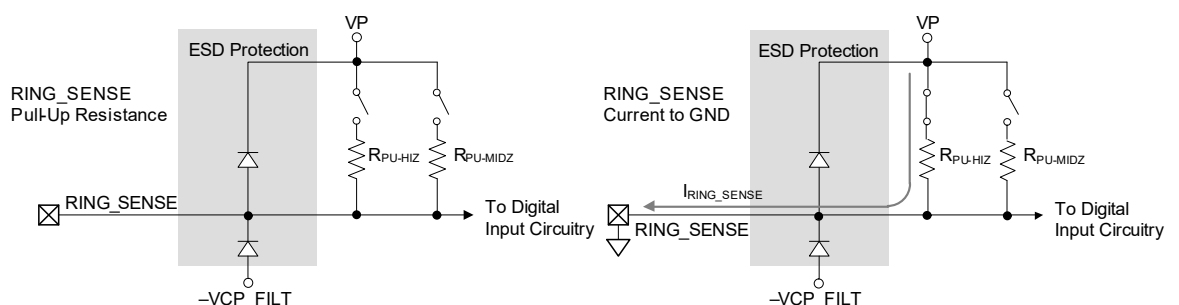 VP
ESD Protection
RING_SENSE
Pull-Up Resistance
RPU-HIZ
RPU-MIDZ
RING_SENSE
To Digital
Input Circuitry
–VCP_FILT
VP
ESD Protection
RING_SENSE
Current to GND
RPU-HIZ
RPU-MIDZ
IRING_SENSE
RING_SENSE
To Digital
Input Circuitry
–VCP_FILT